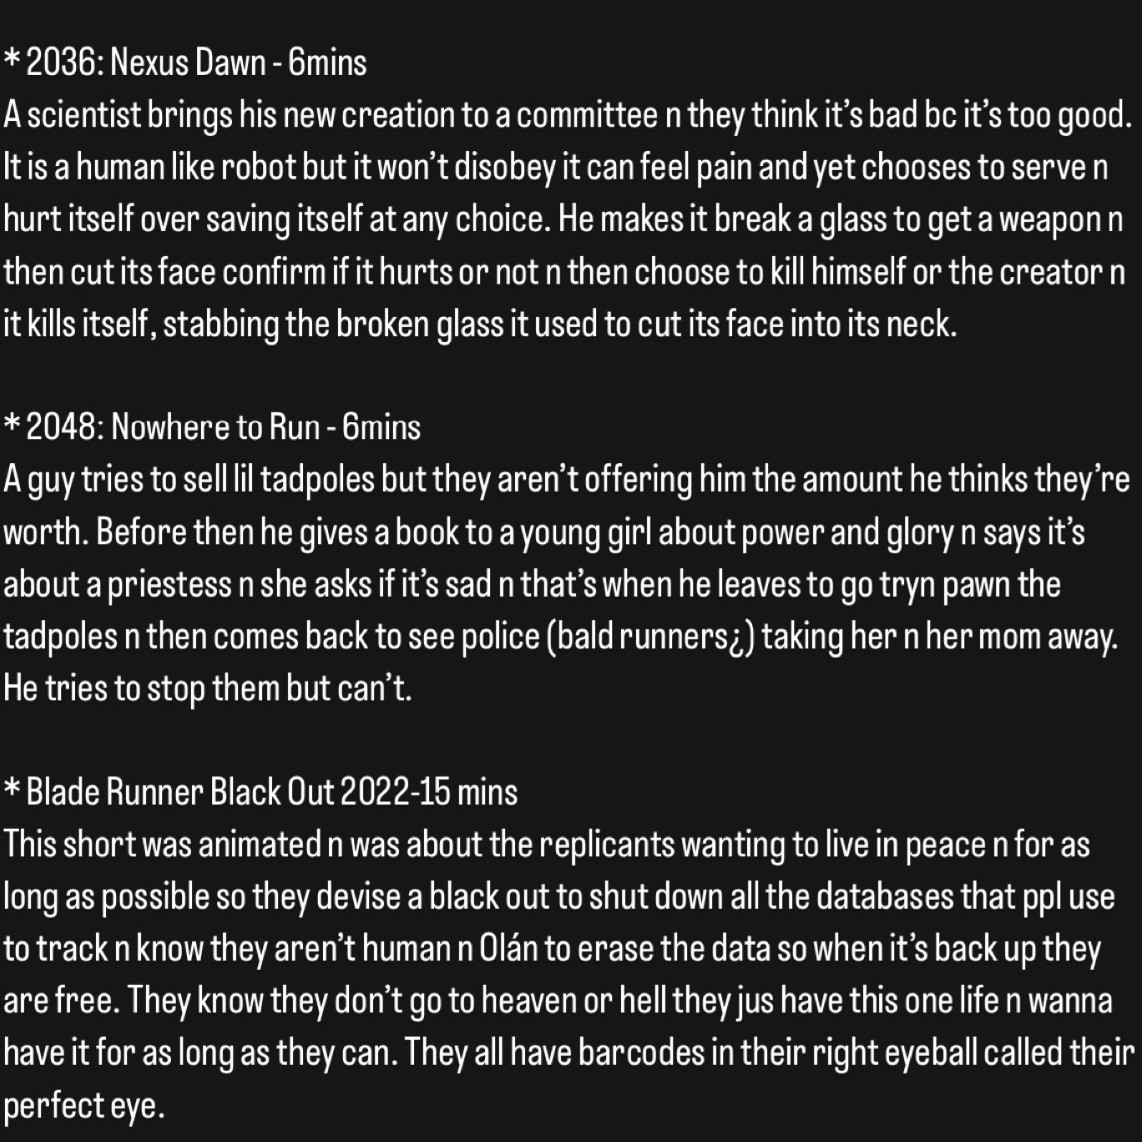 * 2036: Nexus Dawn - 6mins
A scientist brings his new creation to a committee n they think it's bad bc it's too good.
It is a human like robot but it won't disobey it can feel pain and yet chooses to serve n
hurt itself over saving itself at any choice. He makes it break a glass to get a weapon n
then cut its face confirm if it hurts or not n then choose to kill himself or the creator n
it kills itself, stabbing the broken glass it used to cut its face into its neck.
* 2048: Nowhere to Run - 6mins
A guy tries to sell lil tadpoles but they aren't offering him the amount he thinks they're
worth. Before then he gives a book to a young girl about power and glory n says it's
about a priestess n she asks if it's sad n that's when he leaves to go tryn pawn the
tadpoles n then comes back to see police (bald runners¿) taking her n her mom away.
He tries to stop them but can't.
* Blade Runner Black Out 2022-15 mins
This short was animated n was about the replicants wanting to live in peace n for as
long as possible so they devise a black out to shut down all the databases that ppl use
to track n know they aren't human n Olán to erase the data so when it's back up they
are free. They know they don't go to heaven or hell they jus have this one life n wanna
have it for as long as they can. They all have barcodes in their right eyeball called their
perfect eye.